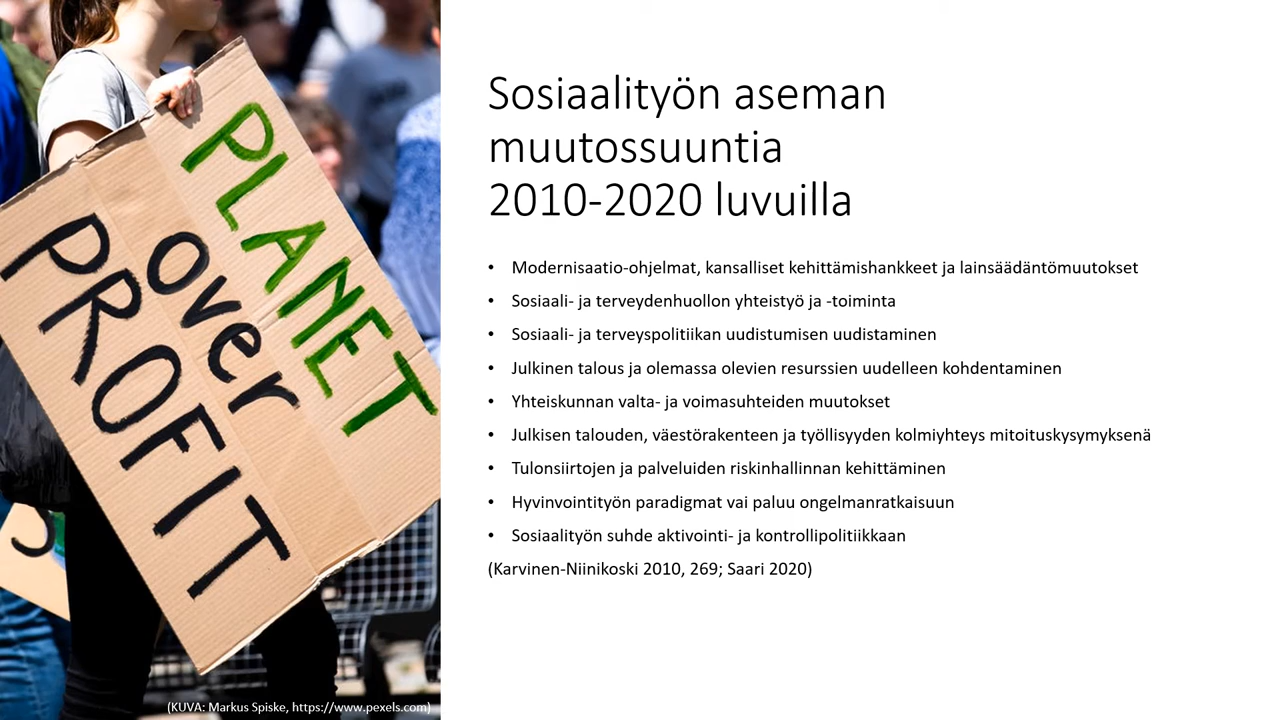 PLANET
over
PROFIT
(KUVA: Markus Spiske, https://www.pexels.com)
Sosiaalityön aseman
muutossuuntia
2010-2020 luvuilla
• Modernisaatio-ohjelmat, kansalliset kehittämishankkeet ja lainsäädäntömuutokset
• Sosiaali- ja terveydenhuollon yhteistyö ja -toiminta
• Sosiaali- ja terveyspolitiikan uudistumisen uudistaminen
• Julkinen talous ja olemassa olevien resurssien uudelleen kohdentaminen
• Yhteiskunnan valta- ja voimasuhteiden muutokset
• Julkisen talouden, väestörakenteen ja työllisyyden kolmiyhteys mitoituskysymyksenä
• Tulonsiirtojen ja palveluiden riskinhallinnan kehittäminen
• Hyvinvointityön paradigmat vai paluu ongelmanratkaisuun
• Sosiaalityön suhde aktivointi- ja kontrollipolitiikkaan
(Karvinen-Niinikoski 2010, 269; Saari 2020)